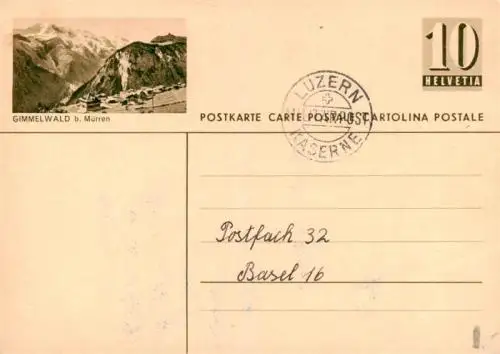 GIMMELWALD b. Mürren
10
HELVETIA
LUZERN
KASERNE
POSTKARTE CARTE POSTALE CARTOLINA POSTALE
Postfach 32
Basel 16